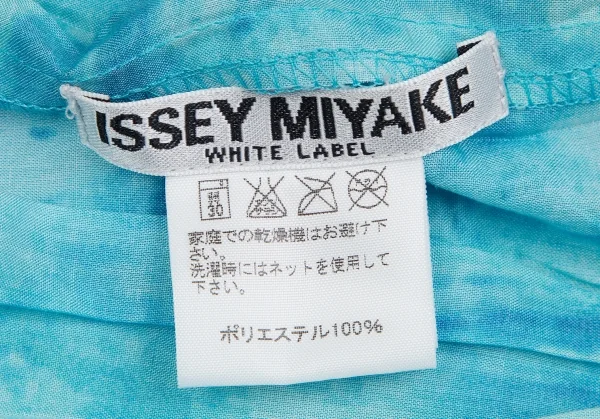 ISSEY MIYAKE
WHITE LABEL
30
家庭での乾燥機はお避け下
さい。
洗濯時にはネットを使用して
下さい。
ポリエステル100%